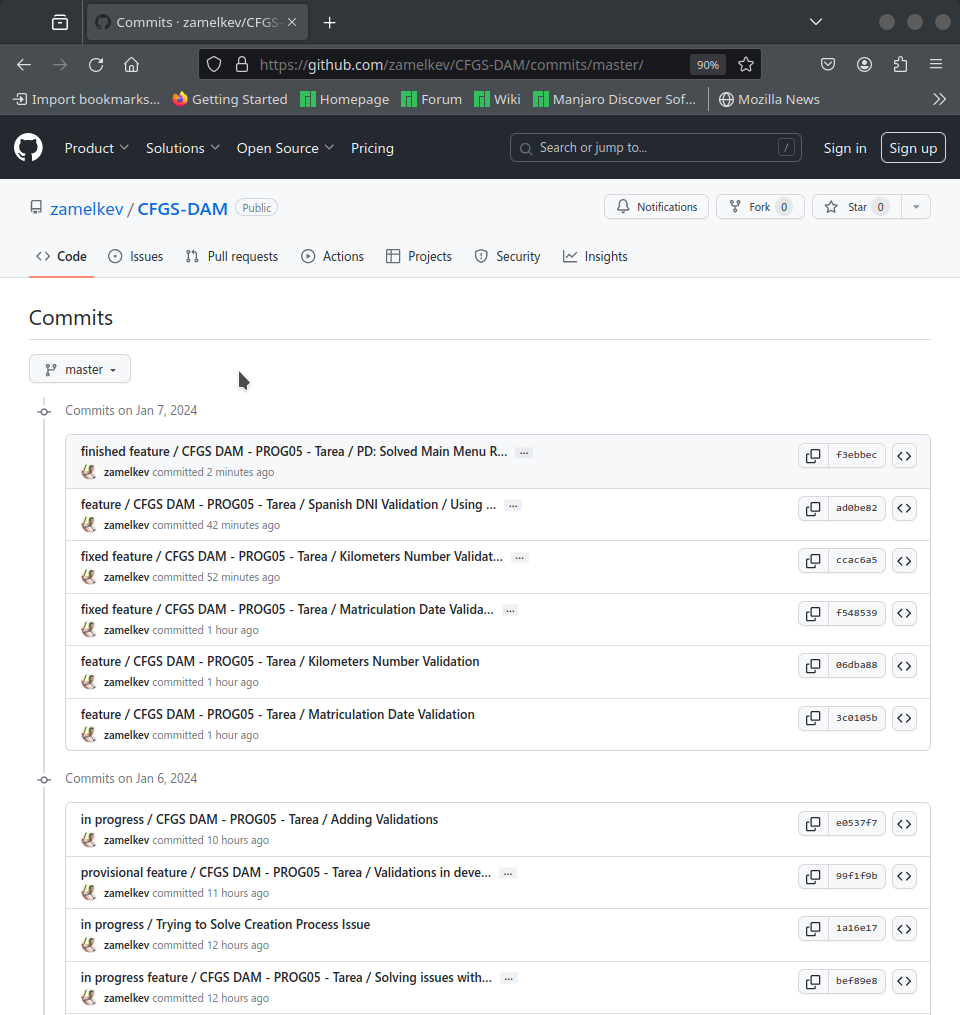 Commits · zamelkev/CFGS-
https://github.com/zamelkev/CFGS-DAM/commits/master/ 90%
Import bookmarks... Getting Started Homepage Forum Wiki Manjaro Discover Sof... Mozilla News
Product Solutions Open Source Pricing Search or jump to... / Sign in Sign up
zamelkev / CFGS-DAM Public Notifications Fork 0 Star 0
Code Issues Pull requests Actions Projects Security Insights
Commits
master
Commits on Jan 7, 2024
finished feature / CFGS DAM - PROG05 - Tarea / PD: Solved Main Menu R... ... f3ebbec
zamelkev committed 2 minutes ago
feature / CFGS DAM - PROG05 - Tarea / Spanish DNI Validation / Using ... ... ad0be82
zamelkev committed 42 minutes ago
fixed feature / CFGS DAM - PROG05 - Tarea / Kilometers Number Validat... ... ccac6a5
zamelkev committed 52 minutes ago
fixed feature / CFGS DAM - PROG05 - Tarea / Matriculation Date Valida... ... f548539
zamelkev committed 1 hour ago
feature / CFGS DAM - PROG05 - Tarea / Kilometers Number Validation 06dba88
zamelkev committed 1 hour ago
feature / CFGS DAM - PROG05 - Tarea / Matriculation Date Validation 3c0105b
zamelkev committed 1 hour ago
Commits on Jan 6, 2024
in progress / CFGS DAM - PROG05 - Tarea / Adding Validations e0537f7
zamelkev committed 10 hours ago
provisional feature / CFGS DAM - PROG05 - Tarea / Validations in deve... ... 99f1f9b
zamelkev committed 11 hours ago
in progress / Trying to Solve Creation Process Issue 1a16e17
zamelkev committed 12 hours ago
in progress feature / CFGS DAM - PROG05 - Tarea / Solving issues with... ... bef89e8
zamelkev committed 12 hours ago